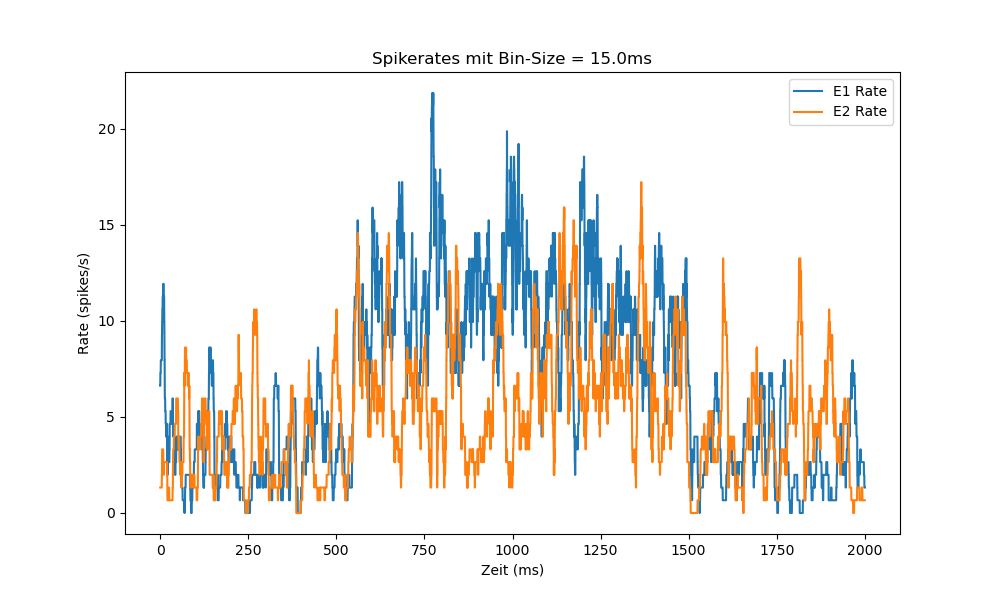 Spikerates mit Bin-Size = 15.0ms
E1 Rate
E2 Rate
Rate (spikes/s)
20
15
10
5
0
0 250 500 750 1000 1250 1500 1750 2000
Zeit (ms)